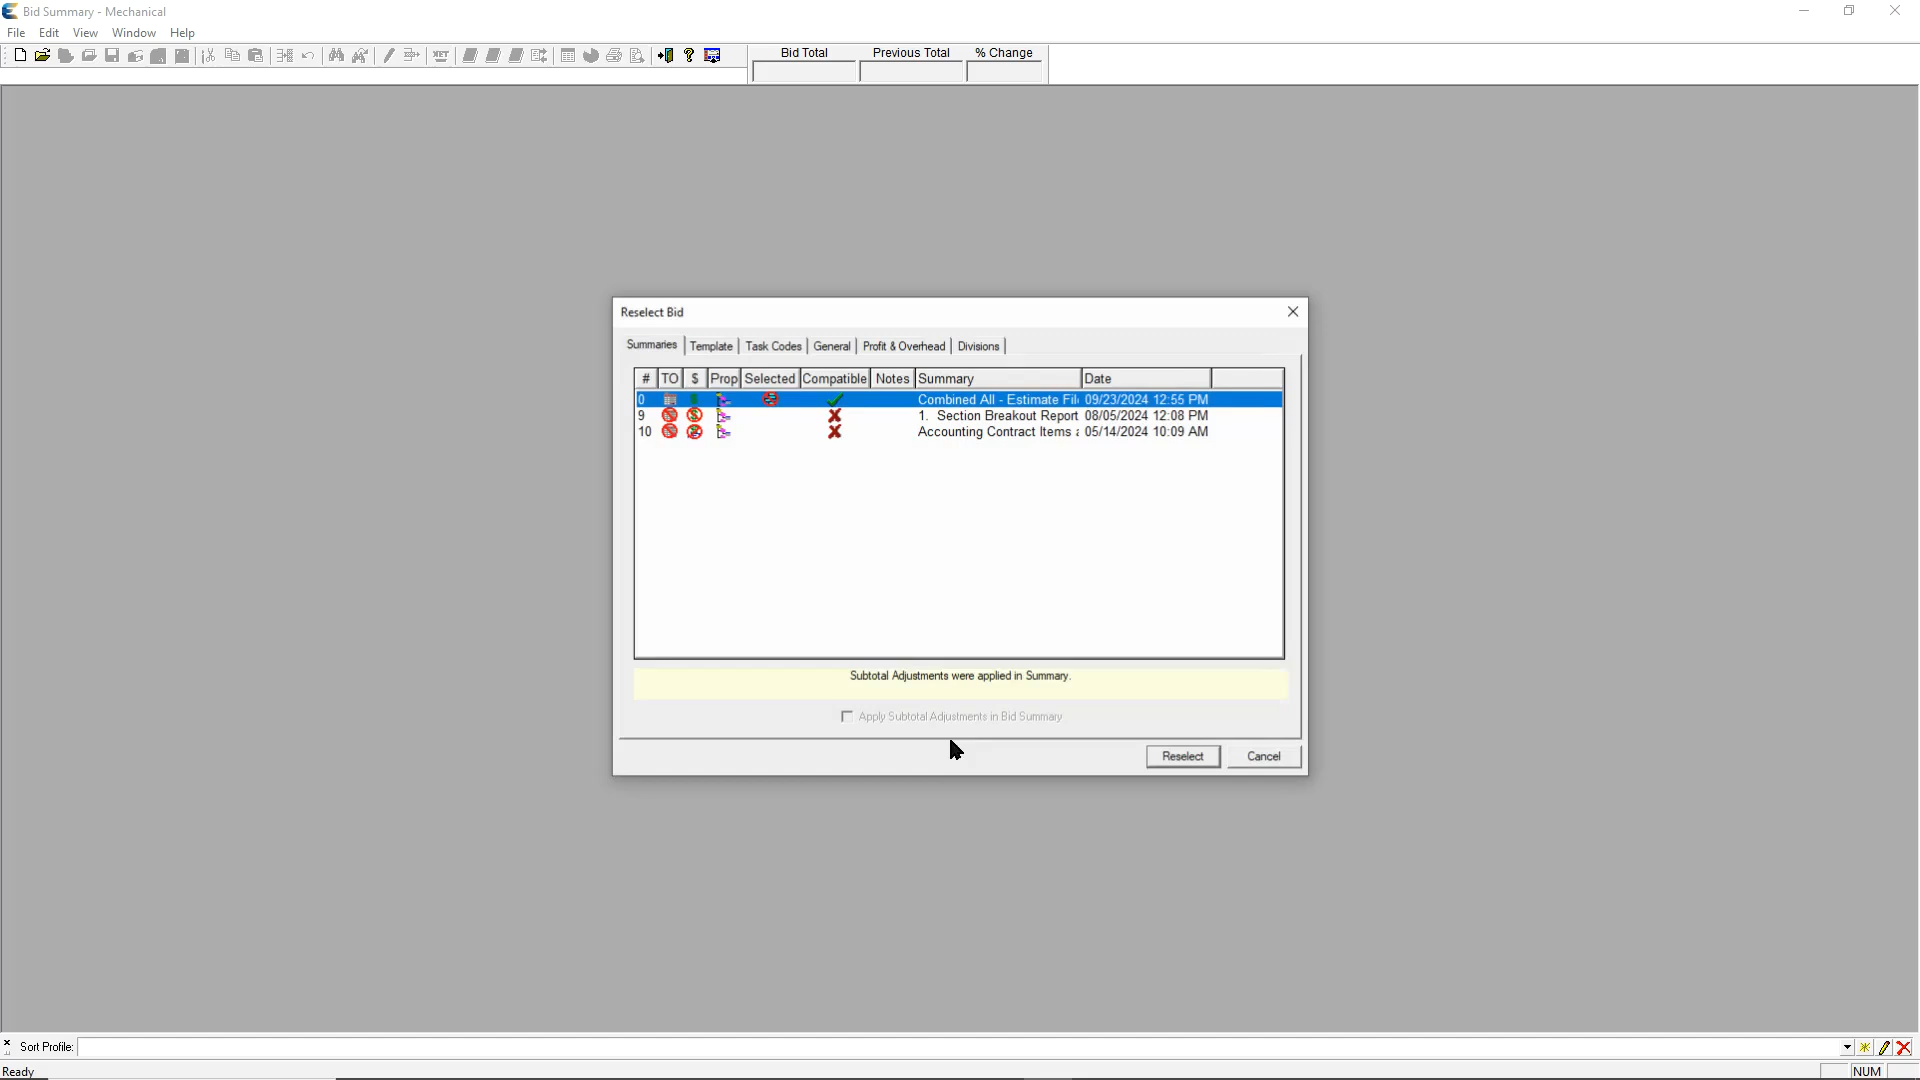 Bid Summary - Mechanical
File Edit View Window Help
Bid Total Previous Total % Change
Reselect Bid
Summaries Template Task Codes General Profit & Overhead Divisions
# TO $ Prop Selected Compatible Notes Summary Date
0 Combined All - Estimate Fil 09/23/2024 12:55 PM
9 1. Section Breakout Report 08/05/2024 12:08 PM
10 Accounting Contract Items 05/14/2024 10:09 AM
Subtotal Adjustments were applied in Summary.
Apply Subtotal Adjustments in Bid Summary
Reselect Cancel
Sort Profile:
Ready NUM